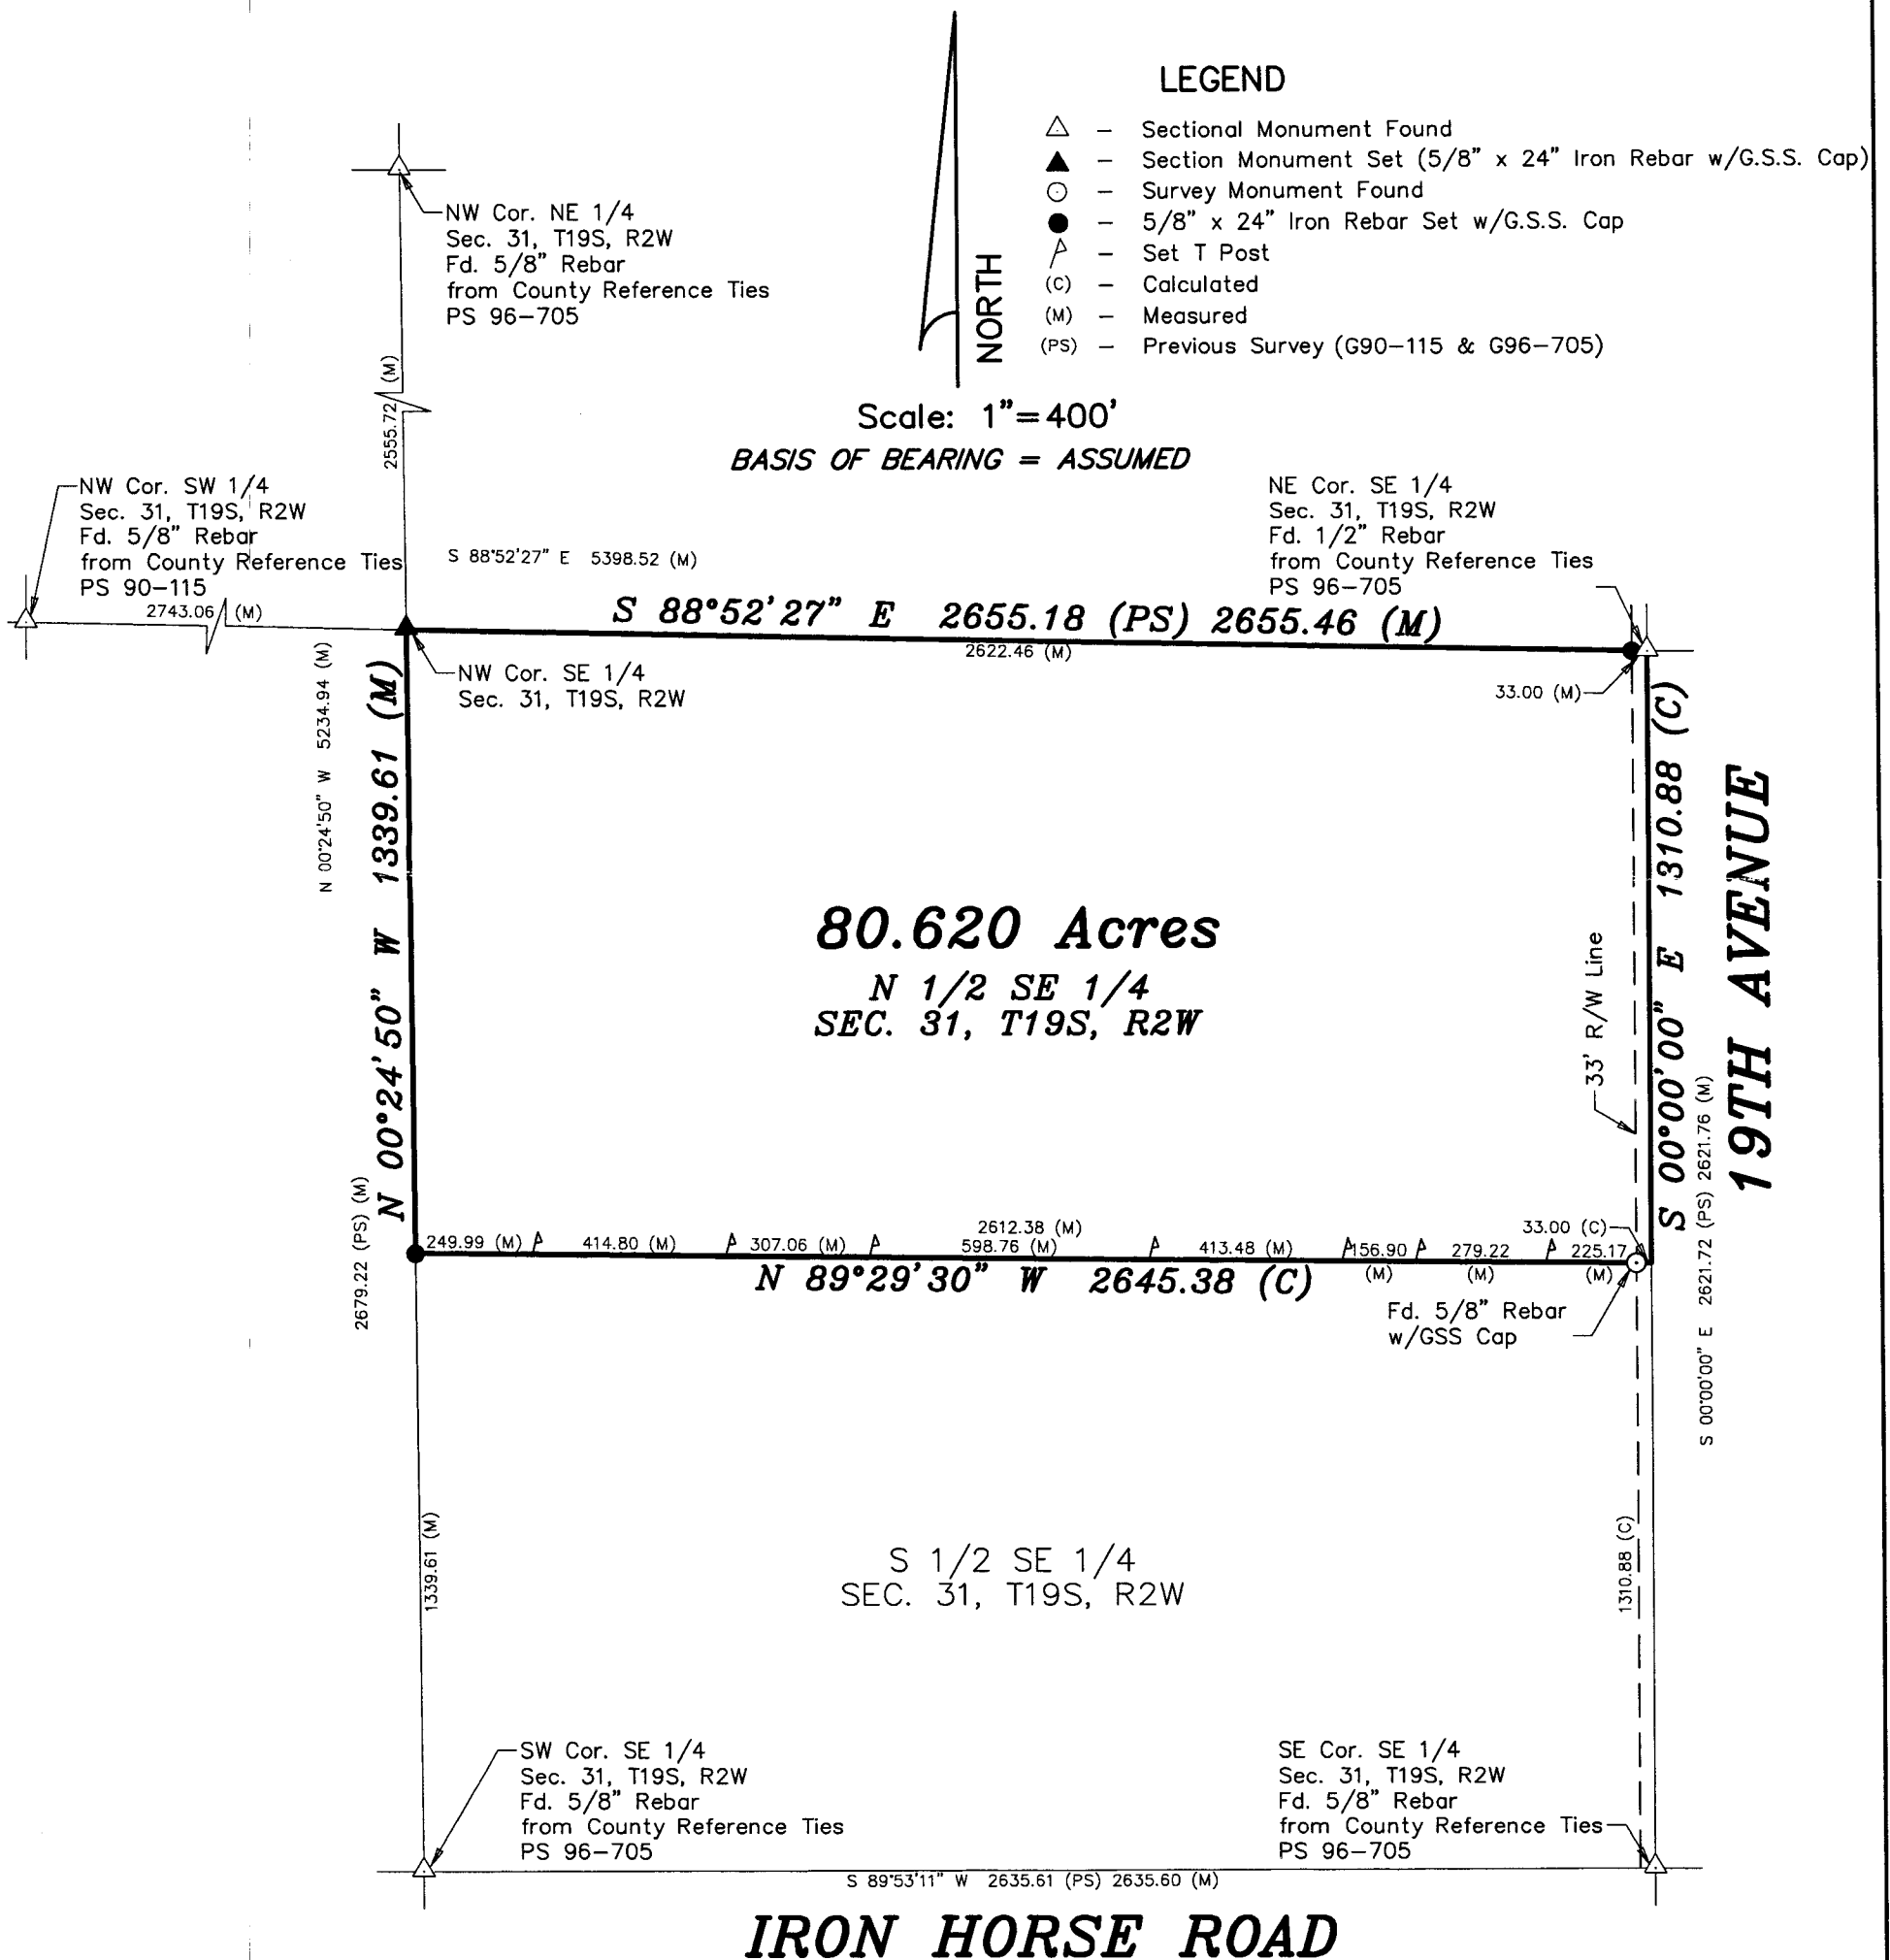 LEGEND
△ – Sectional Monument Found
▲ – Section Monument Set (5/8" x 24" Iron Rebar w/G.S.S. Cap)
⊙ – Survey Monument Found
● – 5/8" x 24" Iron Rebar Set w/G.S.S. Cap
– Set T Post
(C) – Calculated
(M) – Measured
(PS) – Previous Survey (G90–115 & G96–705)
NORTH
Scale: 1"=400'
BASIS OF BEARING = ASSUMED
NW Cor. NE 1/4
Sec. 31, T19S, R2W
Fd. 5/8" Rebar
from County Reference Ties
PS 96–705
2555.72 (M)
NW Cor. SW 1/4
Sec. 31, T19S, R2W
Fd. 5/8" Rebar
from County Reference Ties
PS 90–115
2743.06 (M)
S 88°52'27" E 5398.52 (M)
NE Cor. SE 1/4
Sec. 31, T19S, R2W
Fd. 1/2" Rebar
from County Reference Ties
PS 96–705
S 88°52'27" E 2655.18 (PS) 2655.46 (M)
2622.46 (M)
NW Cor. SE 1/4
Sec. 31, T19S, R2W
33.00 (M)
N 00°24'50" W 5234.94 (M)
N 00°24'50" W 1339.61 (M)
2679.22 (PS) (M)
80.620 Acres
N 1/2 SE 1/4
SEC. 31, T19S, R2W
33' R/W Line
S 00°00'00" E 1310.88 (C)
S 00°00'00" E 2621.72 (PS) 2621.76 (M)
19TH AVENUE
2612.38 (M)
33.00 (C)
249.99 (M) 414.80 (M) 307.06 (M) 598.76 (M) 413.48 (M) 156.90 279.22 225.17
(M) (M) (M)
N 89°29'30" W 2645.38 (C)
Fd. 5/8" Rebar
w/GSS Cap
1339.61 (M)
S 1/2 SE 1/4
SEC. 31, T19S, R2W
1310.88 (C)
SW Cor. SE 1/4
Sec. 31, T19S, R2W
Fd. 5/8" Rebar
from County Reference Ties
PS 96–705
SE Cor. SE 1/4
Sec. 31, T19S, R2W
Fd. 5/8" Rebar
from County Reference Ties
PS 96–705
S 89°53'11" W 2635.61 (PS) 2635.60 (M)
IRON HORSE ROAD